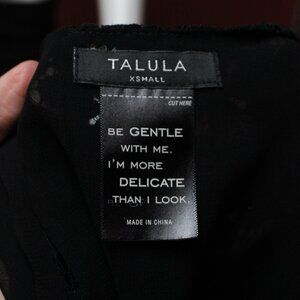 TALULA
XSMALL
CUT HERE
BE GENTLE
WITH ME.
I'M MORE
DELICATE
THAN I LOOK.
MADE IN CHINA